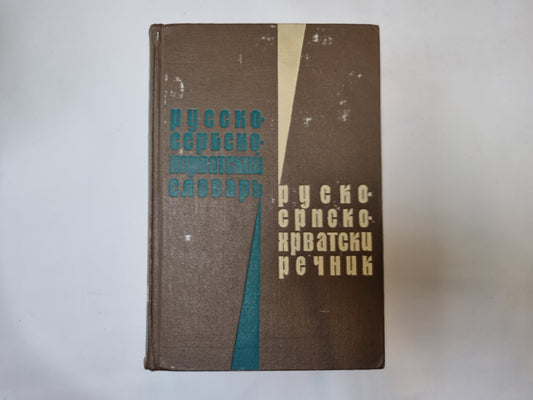 русско-
сербско-
хорватский
словарь
руско-
српско-
хрватски
речник